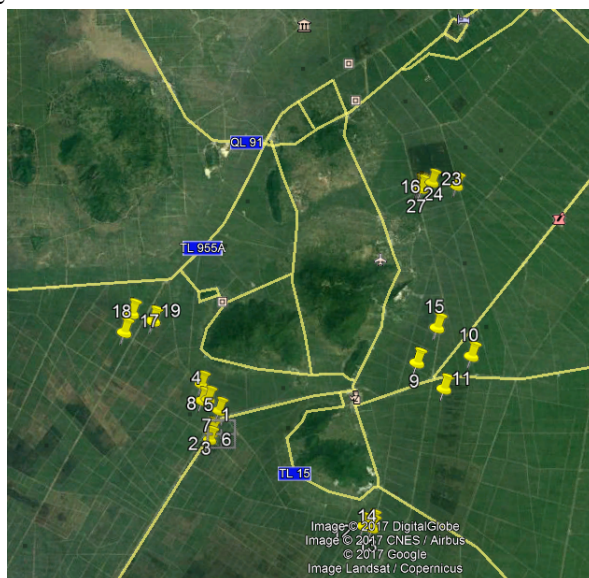 QL 91
16
23
24
27
TL 955A
18
19
17
15
10
9
11
4
8
5
1
7
6
2
3
TL 15
14
Image © 2017 DigitalGlobe
Image © 2017 CNES / Airbus
© 2017 Google
Image Landsat / Copernicus